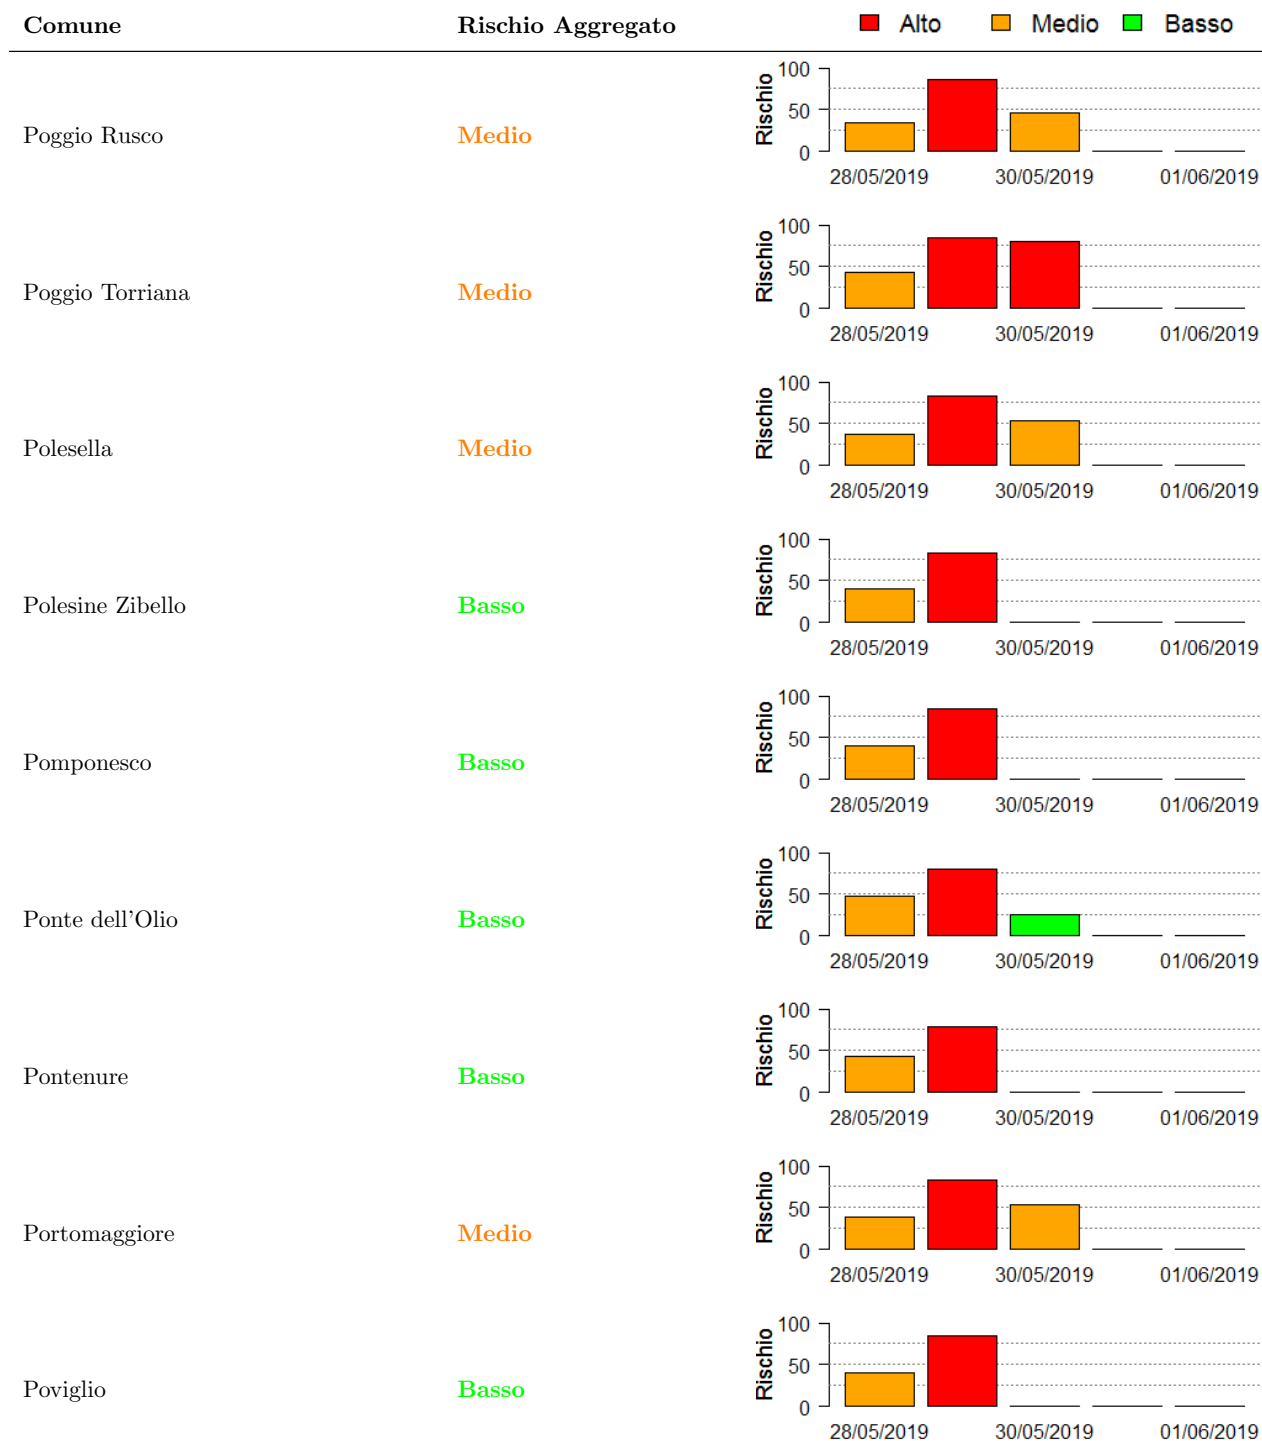 Comune Rischio Aggregato Alto Medio Basso
100
50
0
Rischio
Poggio Rusco Medio
28/05/2019 30/05/2019 01/06/2019
100
50
0
Rischio
Poggio Torriana Medio
28/05/2019 30/05/2019 01/06/2019
100
50
0
Rischio
Polesella Medio
28/05/2019 30/05/2019 01/06/2019
100
50
0
Rischio
Polesine Zibello Basso
28/05/2019 30/05/2019 01/06/2019
100
50
0
Rischio
Pomponesco Basso
28/05/2019 30/05/2019 01/06/2019
100
50
0
Rischio
Ponte dell'Olio Basso
28/05/2019 30/05/2019 01/06/2019
100
50
0
Rischio
Pontenure Basso
28/05/2019 30/05/2019 01/06/2019
100
50
0
Rischio
Portomaggiore Medio
28/05/2019 30/05/2019 01/06/2019
100
50
0
Rischio
Poviglio Basso
28/05/2019 30/05/2019 01/06/2019